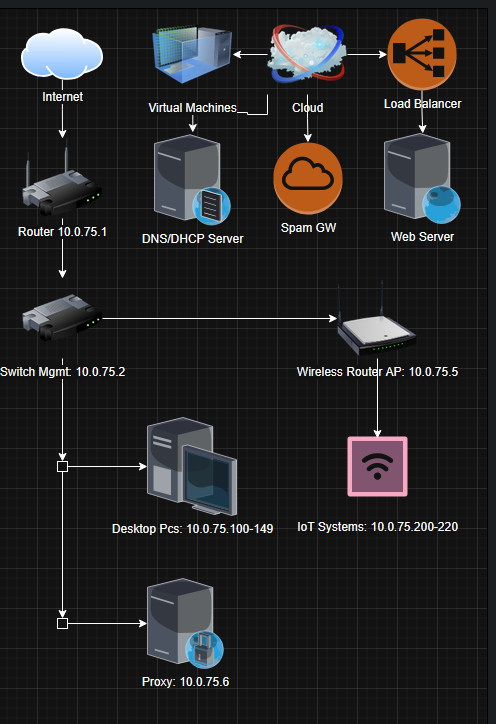 Internet
Virtual Machines
Cloud
Load Balancer
Router 10.0.75.1
DNS/DHCP Server
Spam GW
Web Server
Switch Mgmt: 10.0.75.2
Wireless Router AP: 10.0.75.5
Desktop Pcs: 10.0.75.100-149
IoT Systems: 10.0.75.200-220
Proxy: 10.0.75.6